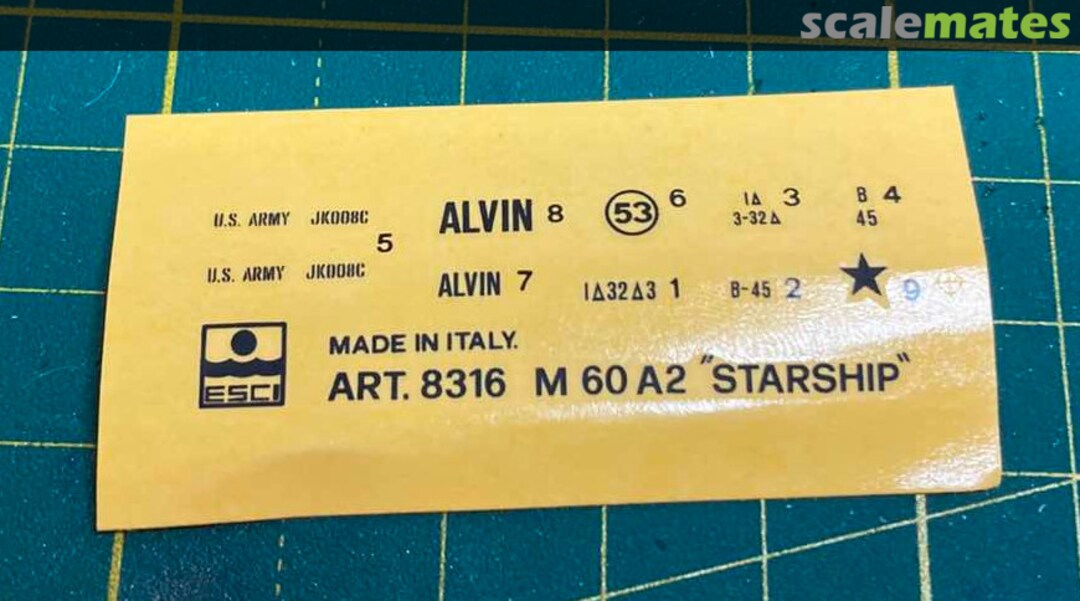 scalemates
U.S. ARMY JK008C
5
U.S. ARMY JK008C
ALVIN 8
53 6
1Δ 3
3-32Δ
B 4
45
ALVIN 7
1Δ32Δ3 1
B-45 2
9
ESCI
MADE IN ITALY.
ART. 8316 M 60 A2 "STARSHIP"